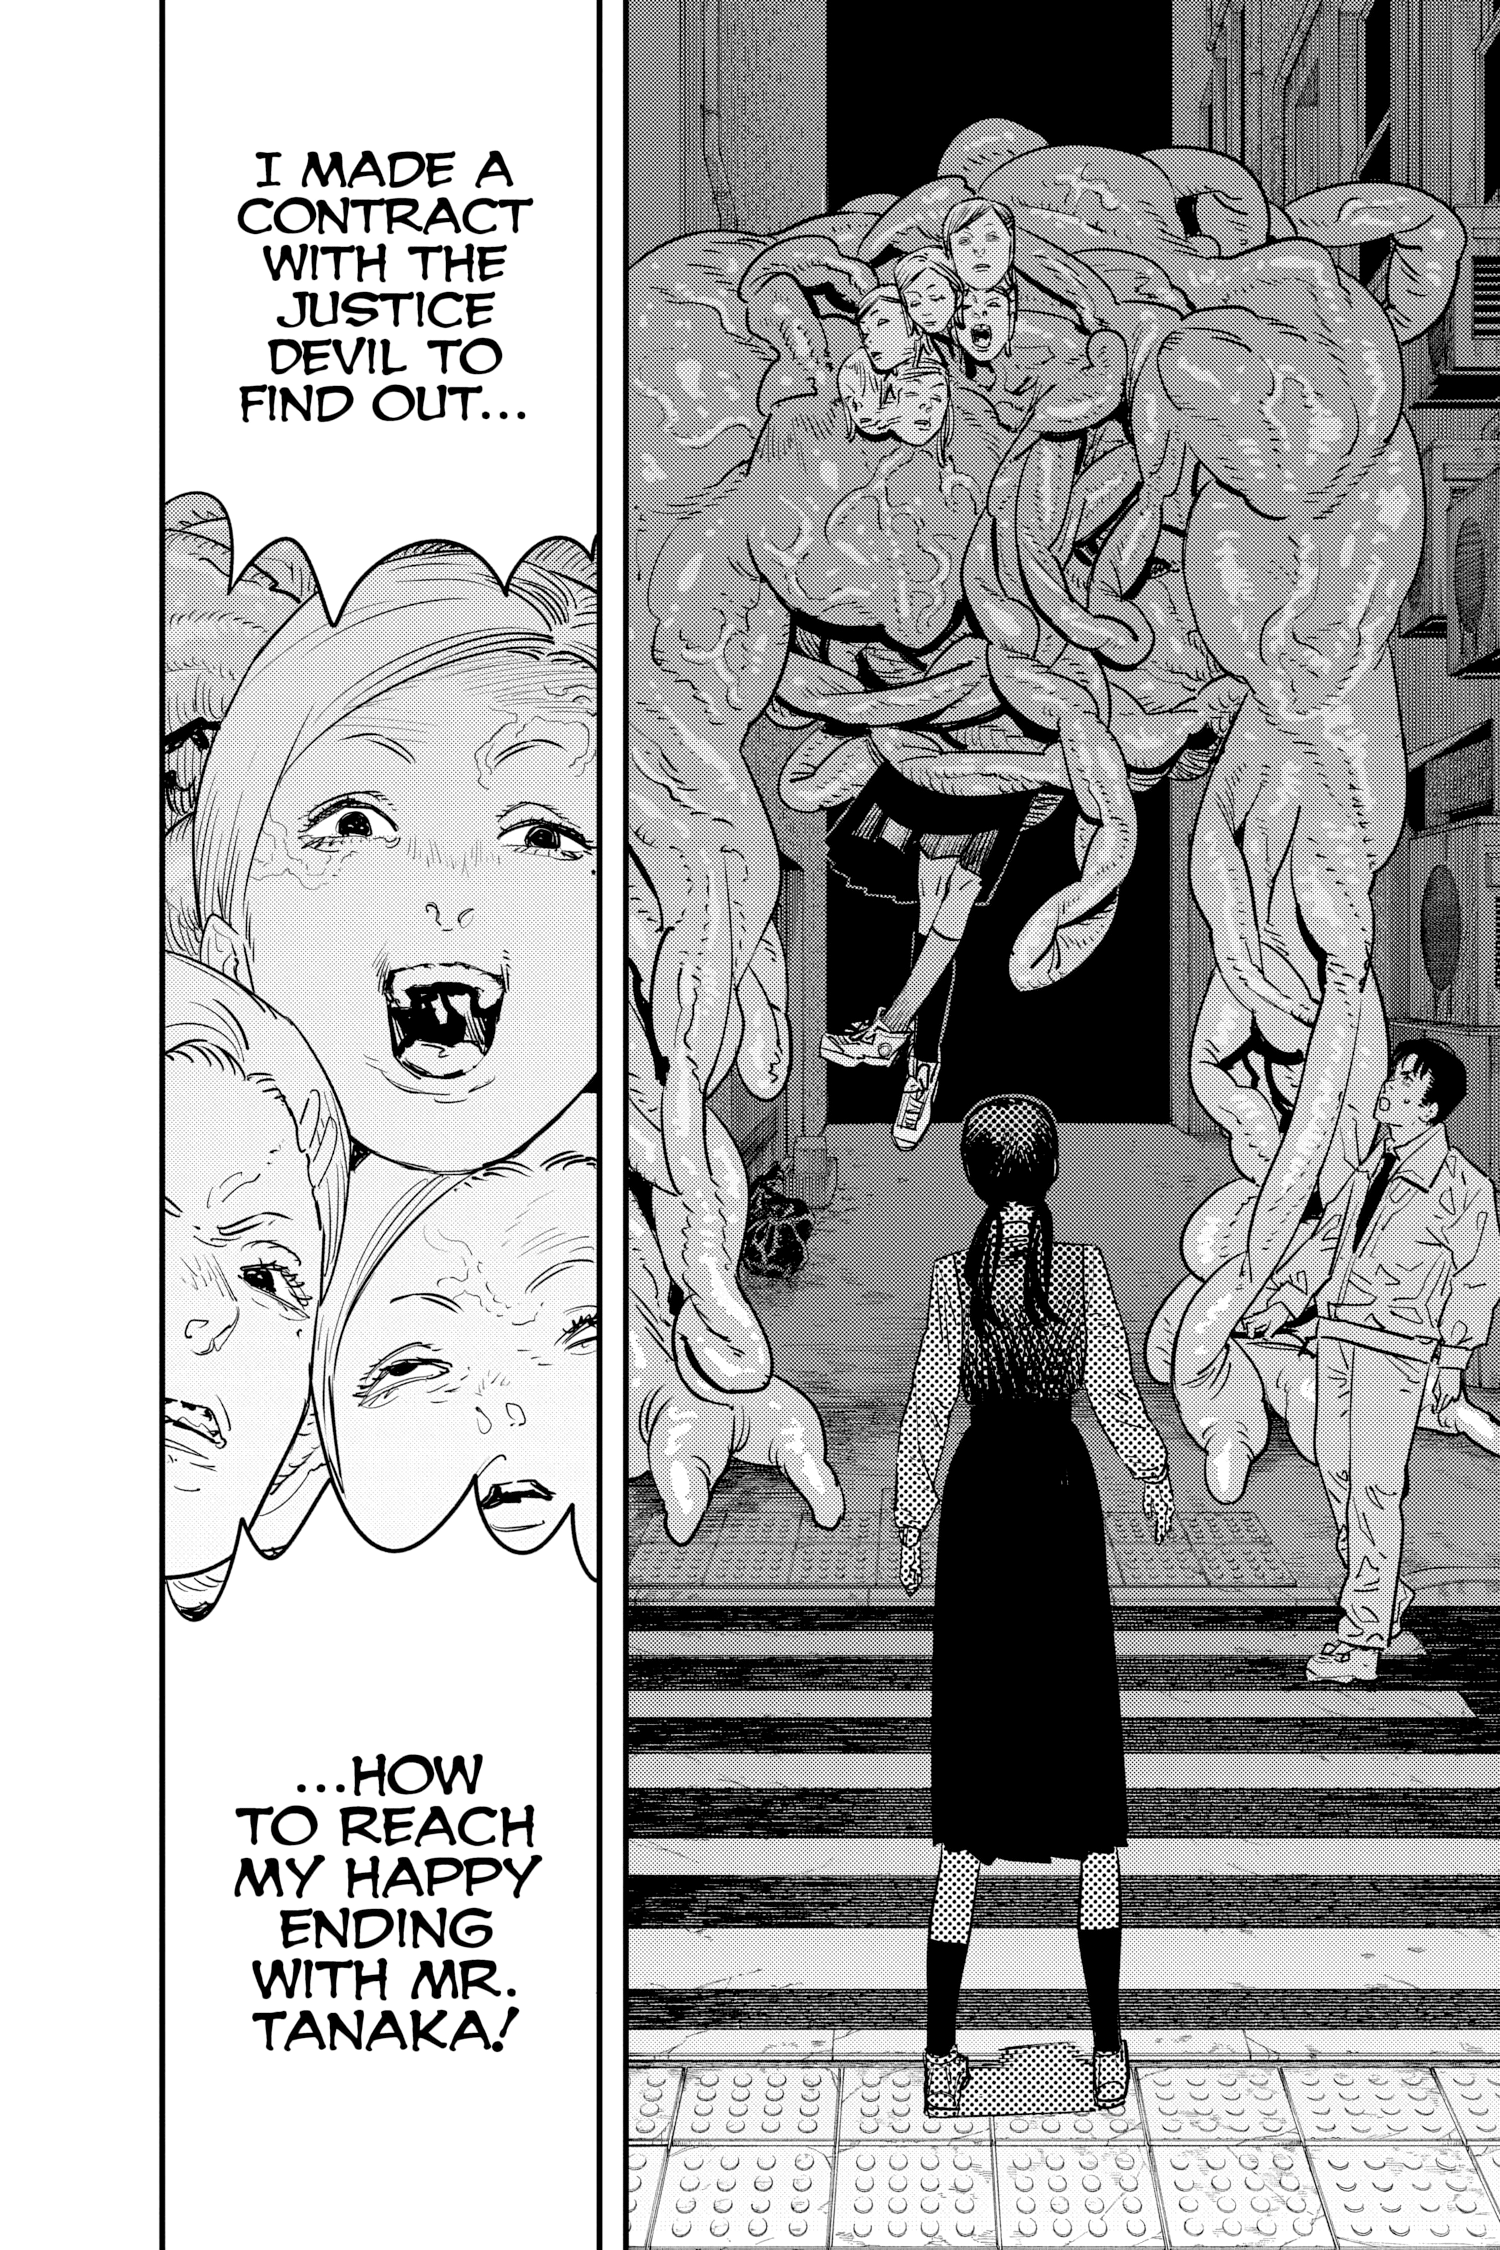 I MADE A
CONTRACT
WITH THE
JUSTICE
DEVIL TO
FIND OUT...
...HOW
TO REACH
MY HAPPY
ENDING
WITH MR.
TANAKA!